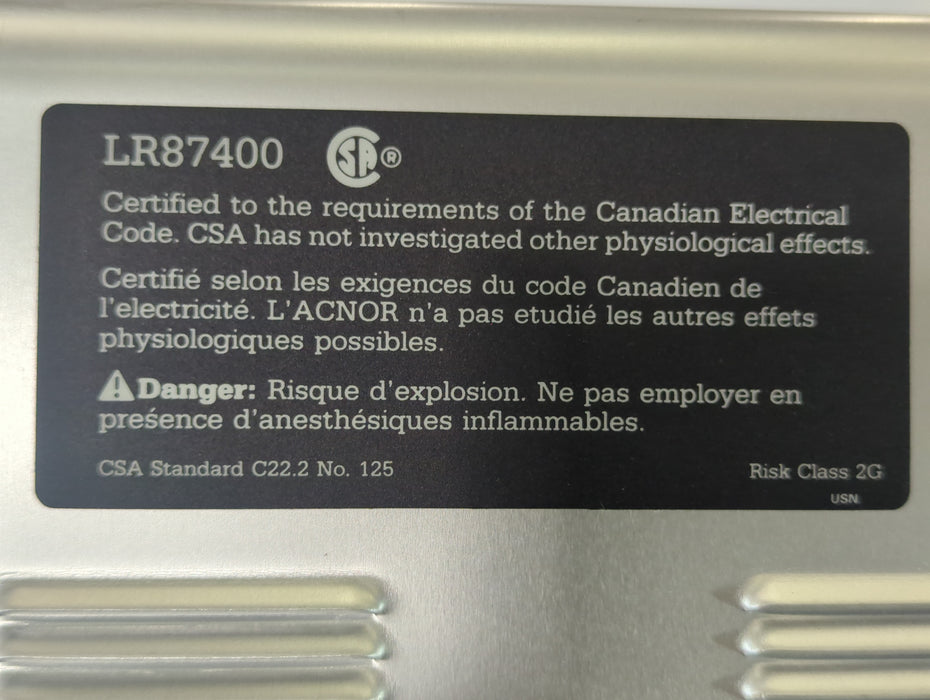 LR87400 CSA ®
Certified to the requirements of the Canadian Electrical
Code. CSA has not investigated other physiological effects.
Certifié selon les exigences du code Canadien de
l'electricité. L'ACNOR n'a pas etudié les autres effets
physiologiques possibles.
⚠Danger: Risque d'explosion. Ne pas employer en
preśence d'anesthésiques inflammables.
CSA Standard C22.2 No. 125 Risk Class 2G
USN